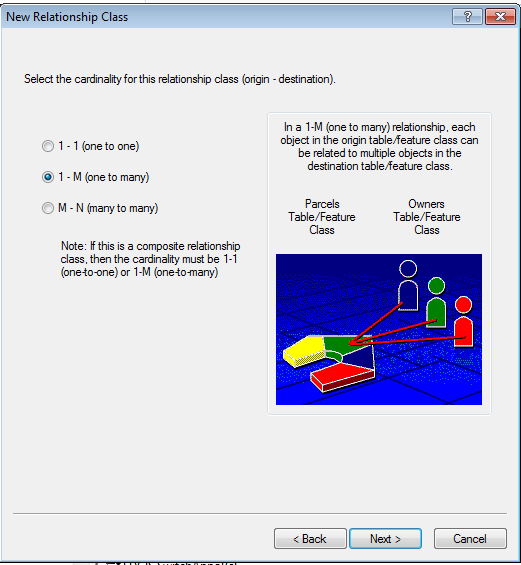 New Relationship Class
Select the cardinality for this relationship class (origin - destination).
1 - 1 (one to one)
1 - M (one to many)
M - N (many to many)
Note: If this is a composite relationship
class, then the cardinality must be 1-1
(one-to-one) or 1-M (one-to-many)
In a 1-M (one to many) relationship, each
object in the origin table/feature class can
be related to multiple objects in the
destination table/feature class.
Parcels
Table/Feature
Class
Owners
Table/Feature
Class
< Back
Next >
Cancel